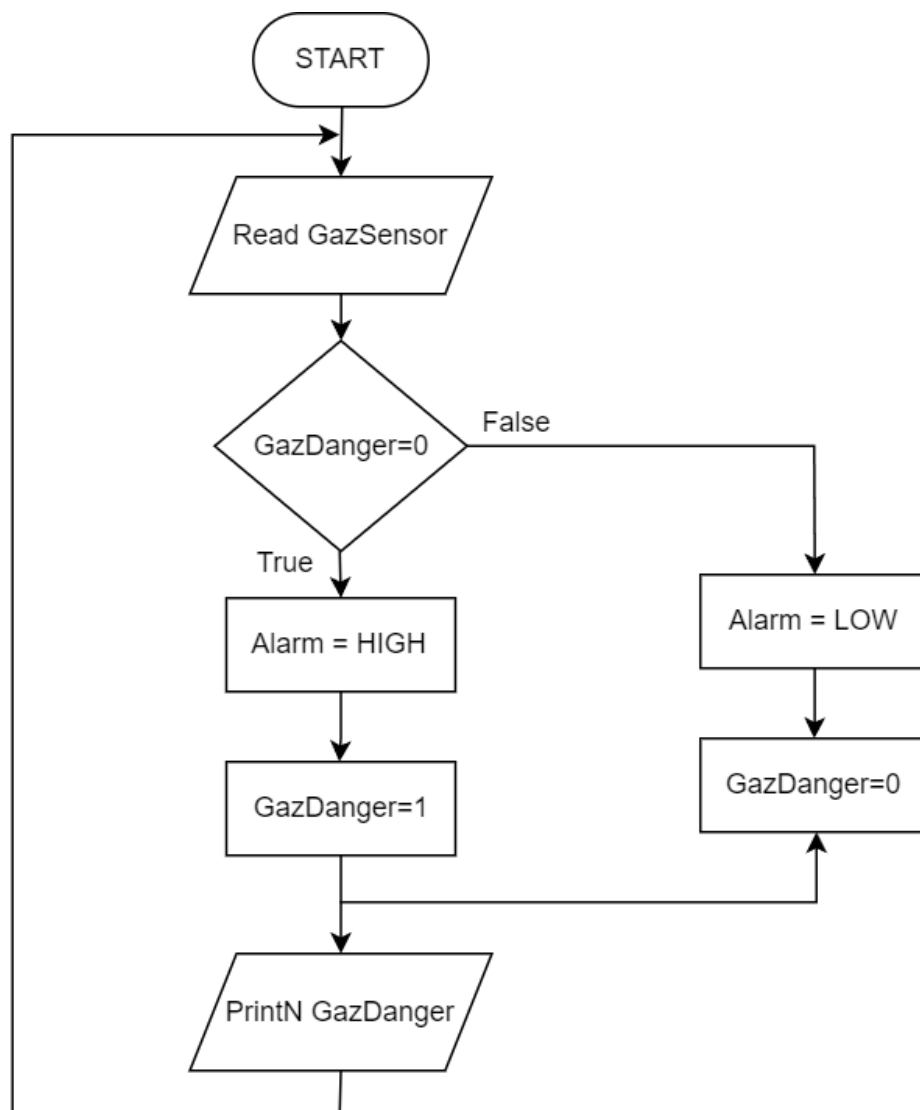 START
Read GazSensor
GazDanger=0
False
True
Alarm = HIGH
Alarm = LOW
GazDanger=1
GazDanger=0
PrintN GazDanger